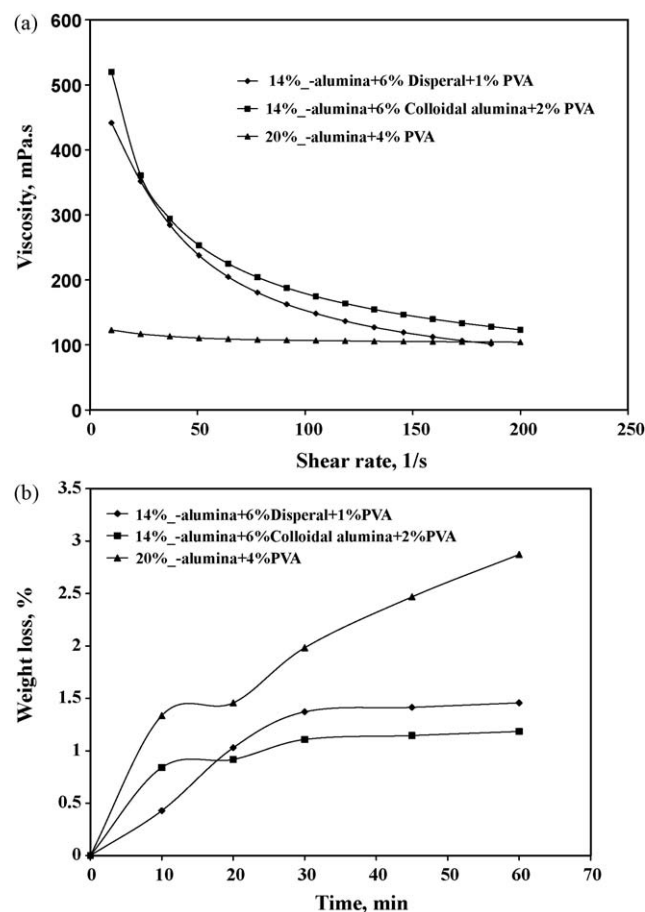 (a)
600
500
400
300
200
100
0
Viscosity, mPa.s
14%_-alumina+6% Disperal+1% PVA
14%_-alumina+6% Colloidal alumina+2% PVA
20%_-alumina+4% PVA
0 50 100 150 200 250
Shear rate, 1/s
(b)
3.5
3
2.5
2
1.5
1
0.5
0
Weight loss, %
14%_-alumina+6%Disperal+1%PVA
14%_-alumina+6%Colloidal alumina+2%PVA
20%_-alumina+4%PVA
0 10 20 30 40 50 60 70
Time, min